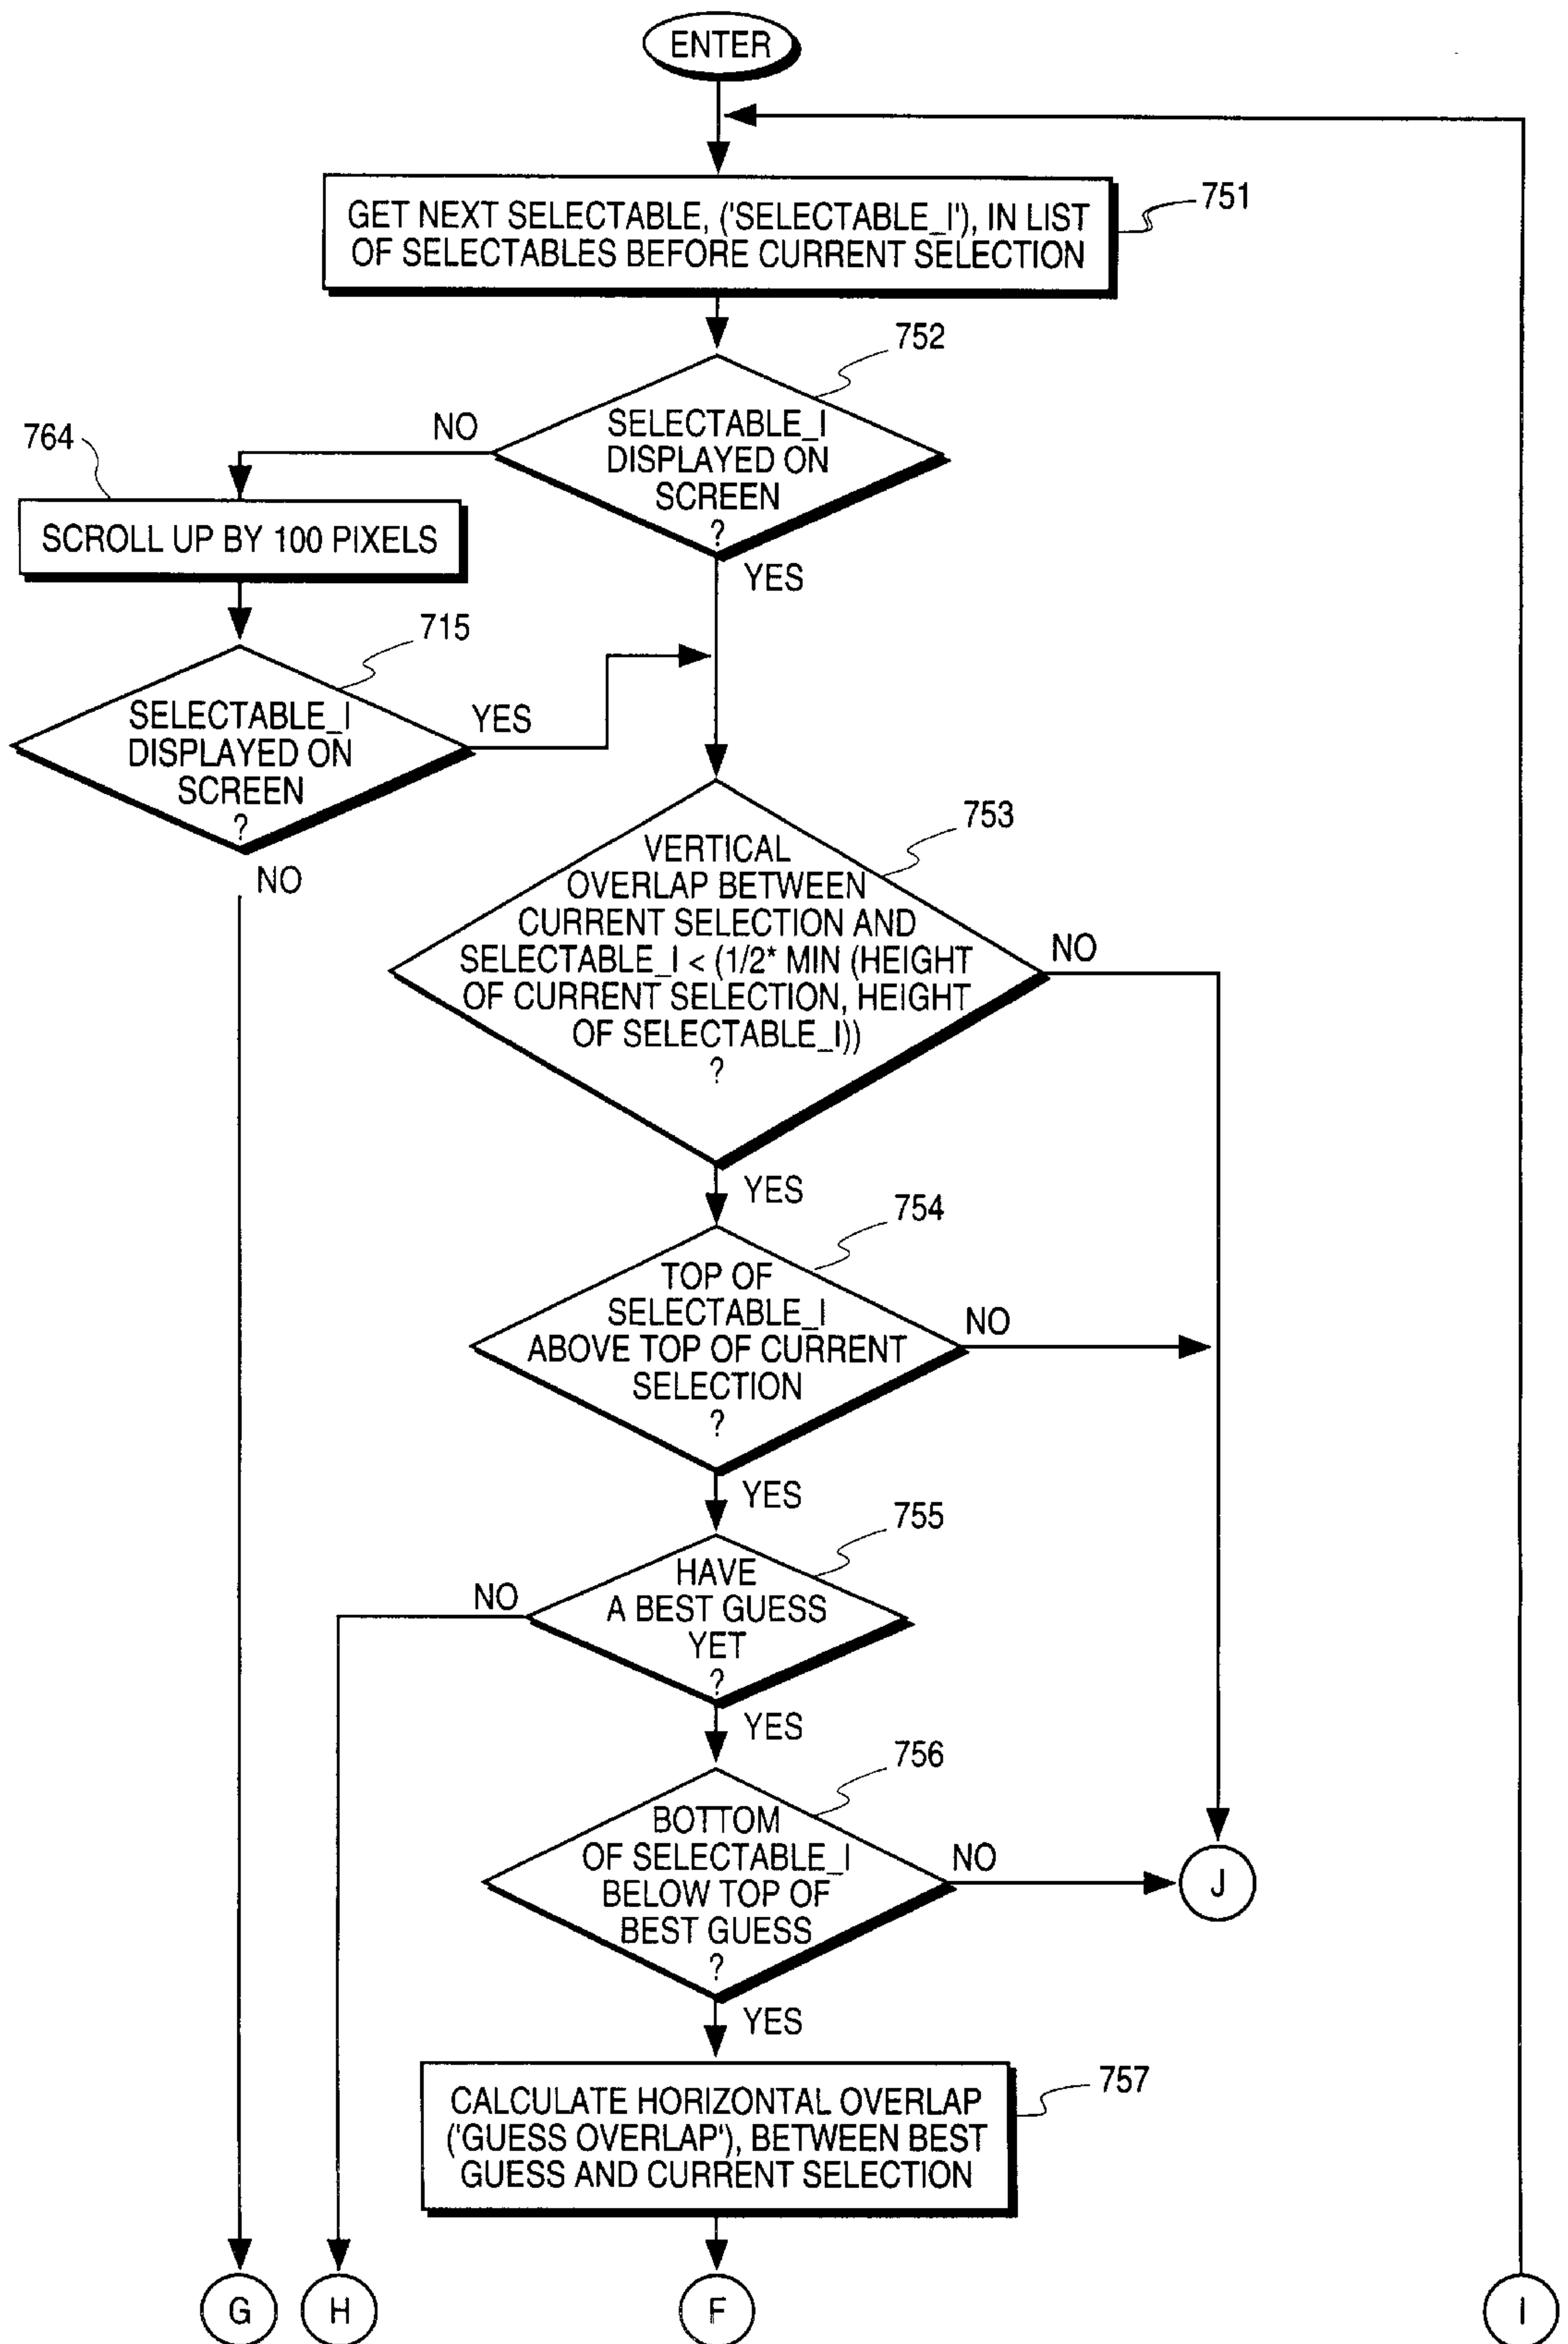 ENTER
GET NEXT SELECTABLE, ('SELECTABLE_I'), IN LIST
OF SELECTABLES BEFORE CURRENT SELECTION
751
752
SELECTABLE_I
DISPLAYED ON
SCREEN
?
NO
YES
764
SCROLL UP BY 100 PIXELS
715
SELECTABLE_I
DISPLAYED ON
SCREEN
?
YES
NO
753
VERTICAL
OVERLAP BETWEEN
CURRENT SELECTION AND
SELECTABLE_I < (1/2* MIN (HEIGHT
OF CURRENT SELECTION, HEIGHT
OF SELECTABLE_I))
?
NO
YES
754
TOP OF
SELECTABLE_I
ABOVE TOP OF CURRENT
SELECTION
?
NO
YES
755
HAVE
A BEST GUESS
YET
?
NO
YES
756
BOTTOM
OF SELECTABLE_I
BELOW TOP OF
BEST GUESS
?
NO
J
YES
757
CALCULATE HORIZONTAL OVERLAP
('GUESS OVERLAP'), BETWEEN BEST
GUESS AND CURRENT SELECTION
G
H
F
I